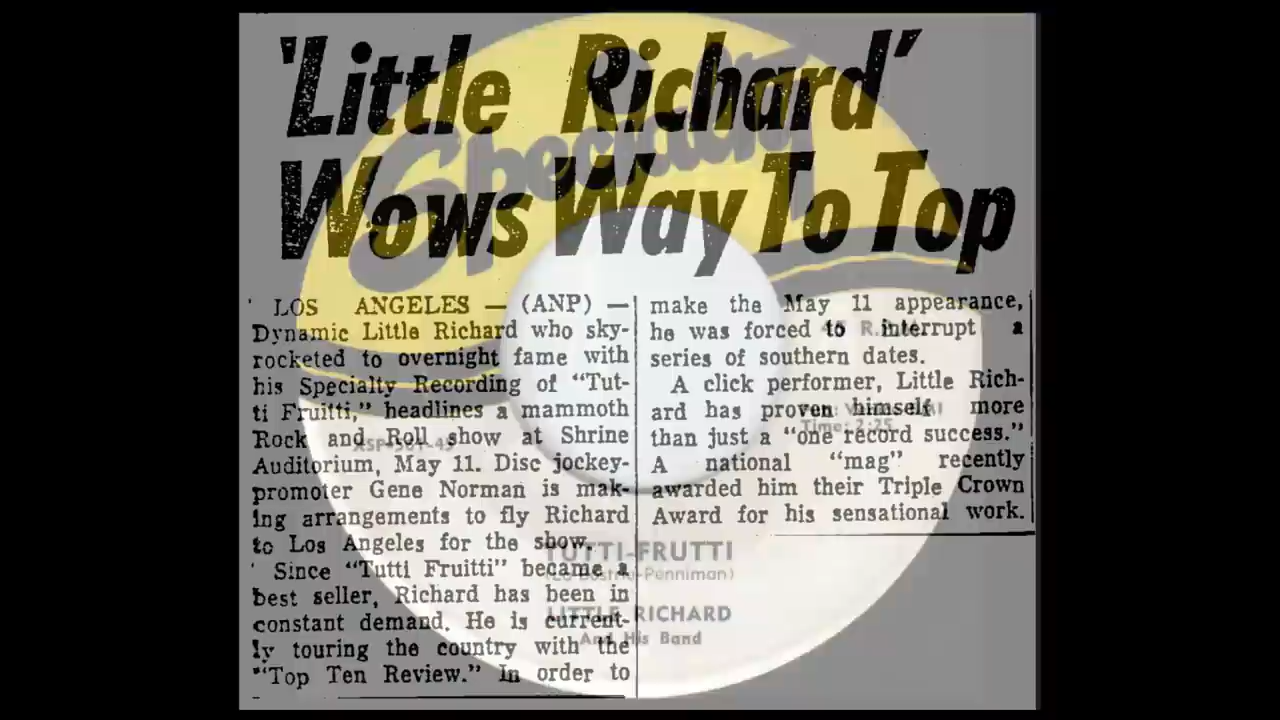 'Little Richard'
Wows Way To Top
LOS ANGELES — (ANP) —
Dynamic Little Richard who sky-
rocketed to overnight fame with
his Specialty Recording of "Tut-
ti Fruitti," headlines a mammoth
Rock and Roll show at Shrine
Auditorium, May 11. Disc jockey-
promoter Gene Norman is mak-
ing arrangements to fly Richard
to Los Angeles for the show.
Since "Tutti Fruitti" became a
best seller, Richard has been in
constant demand. He is current-
ly touring the country with the
"Top Ten Review." In order to
make the May 11 appearance,
he was forced to interrupt a
series of southern dates.
A click performer, Little Rich-
ard has proven himself more
than just a "one record success."
A national "mag" recently
awarded him their Triple Crown
Award for his sensational work.
Specialty
45 R.P.M.
Time: 2:25
TUTTI-FRUTTI
LITTLE RICHARD
And His Band